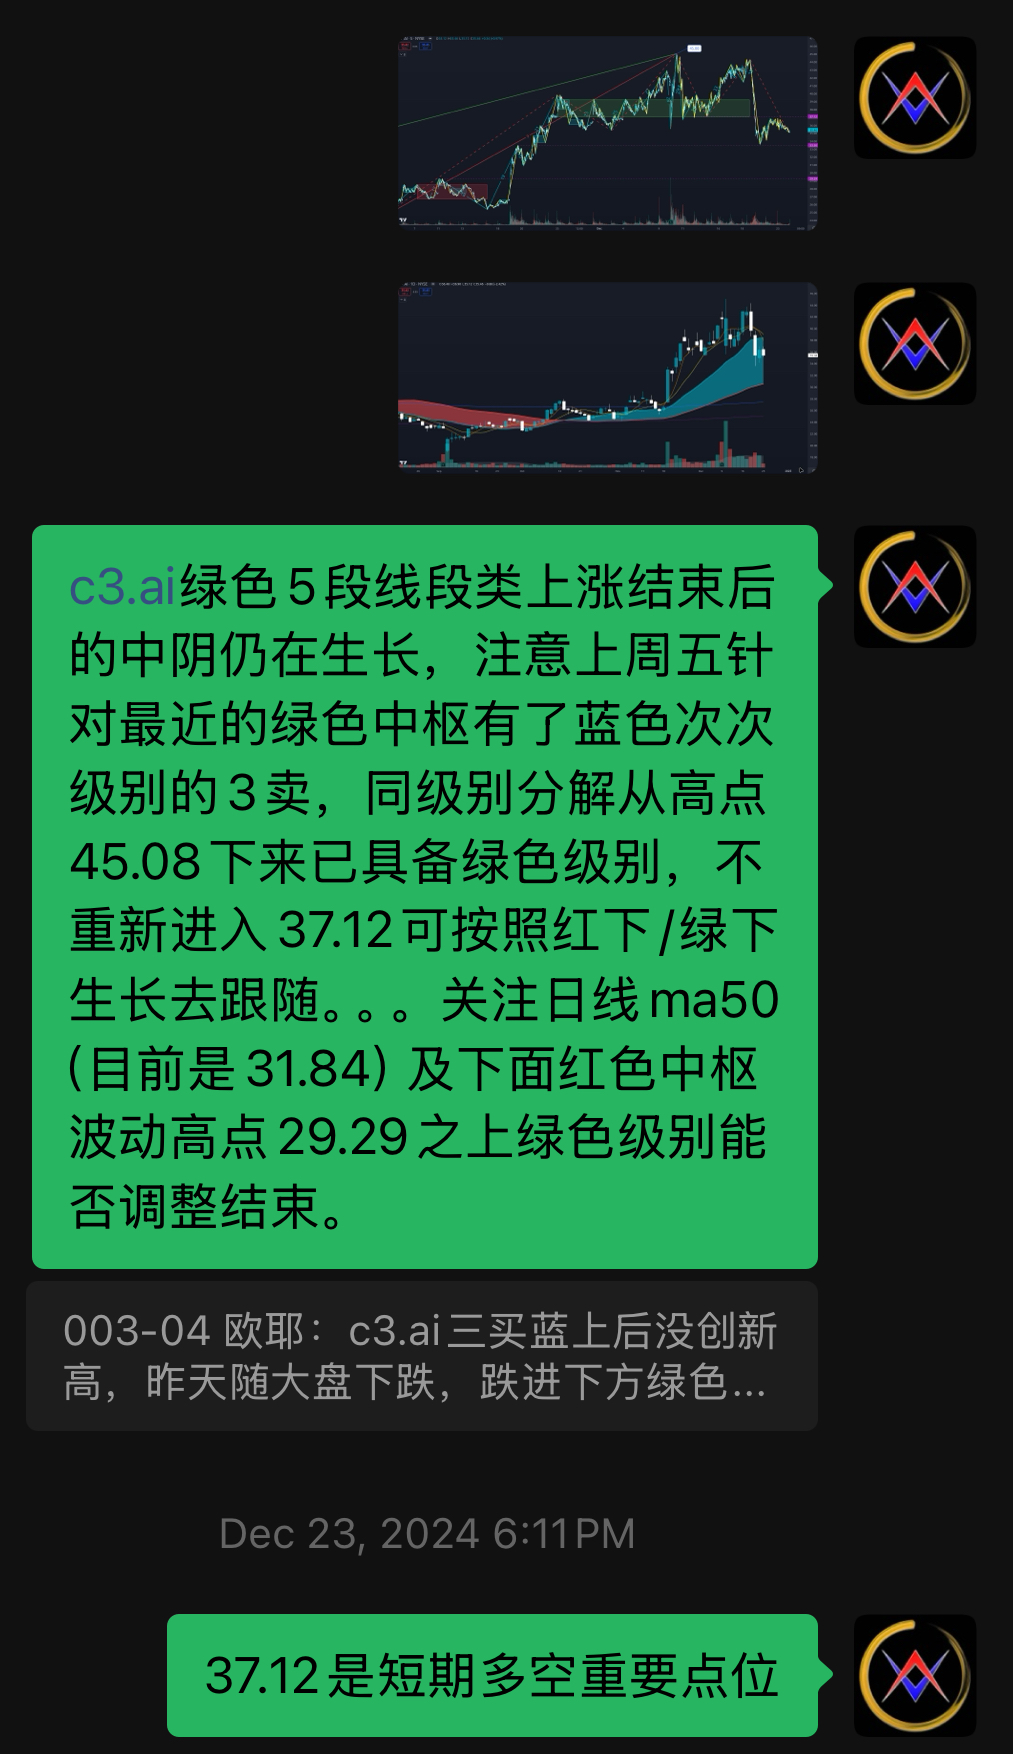 c3.ai绿色5段线段类上涨结束后
的中阴仍在生长，注意上周五针
对最近的绿色中枢有了蓝色次次
级别的3卖，同级别分解从高点
45.08下来已具备绿色级别，不
重新进入37.12可按照红下/绿下
生长去跟随。。。关注日线ma50
(目前是31.84) 及下面红色中枢
波动高点29.29之上绿色级别能
否调整结束。
003-04 欧耶：c3.ai三买蓝上后没创新
高，昨天随大盘下跌，跌进下方绿色...
Dec 23, 2024 6:11 PM
37.12是短期多空重要点位